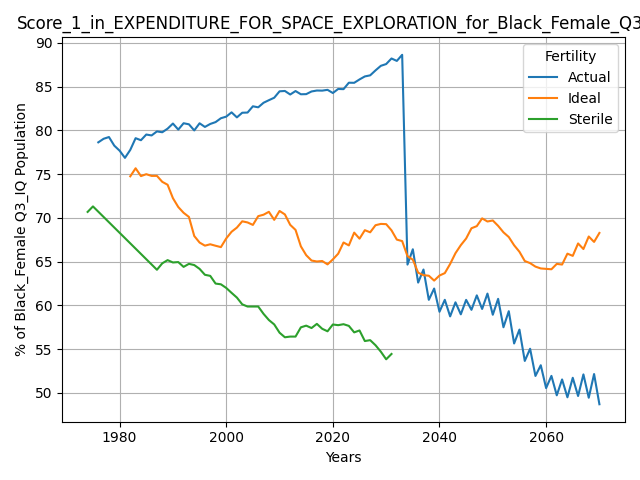 Score_1_in_EXPENDITURE_FOR_SPACE_EXPLORATION_for_Black_Female_Q3
90
85
80
75
70
65
60
55
50
% of Black_Female Q3_IQ Population
Fertility
Actual
Ideal
Sterile
1980
2000
2020
2040
2060
Years